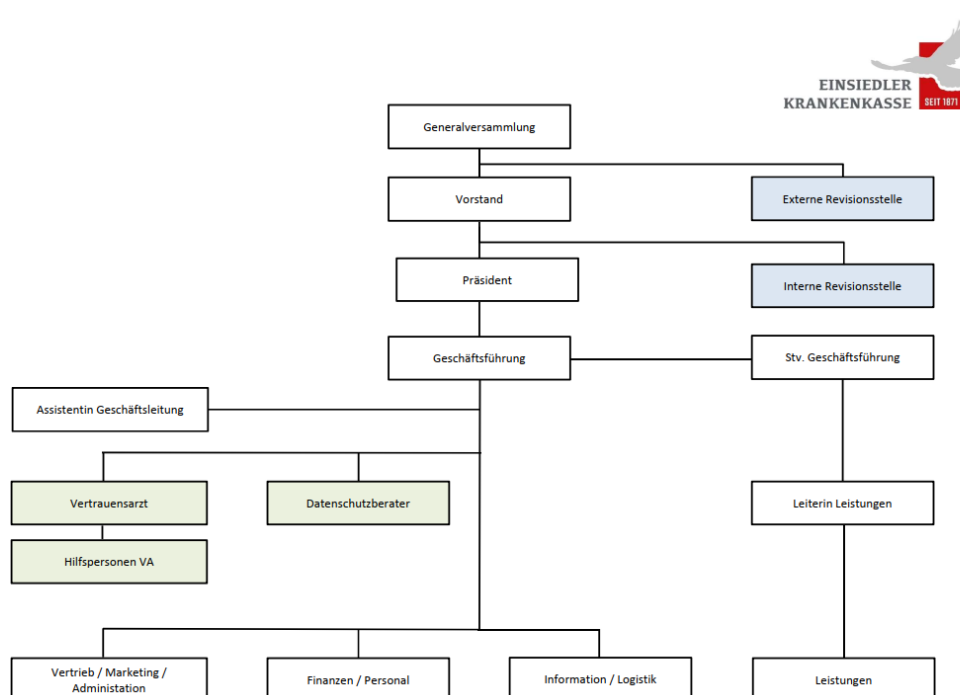 EINSIEDLER
KRANKENKASSE
SEIT 1871
Generalversammlung
Vorstand
Externe Revisionsstelle
Präsident
Interne Revisionsstelle
Geschäftsführung
Stv. Geschäftsführung
Assistentin Geschäftsleitung
Vertrauensarzt
Datenschutzberater
Leiterin Leistungen
Hilfspersonen VA
Vertrieb / Marketing /
Administation
Finanzen / Personal
Information / Logistik
Leistungen